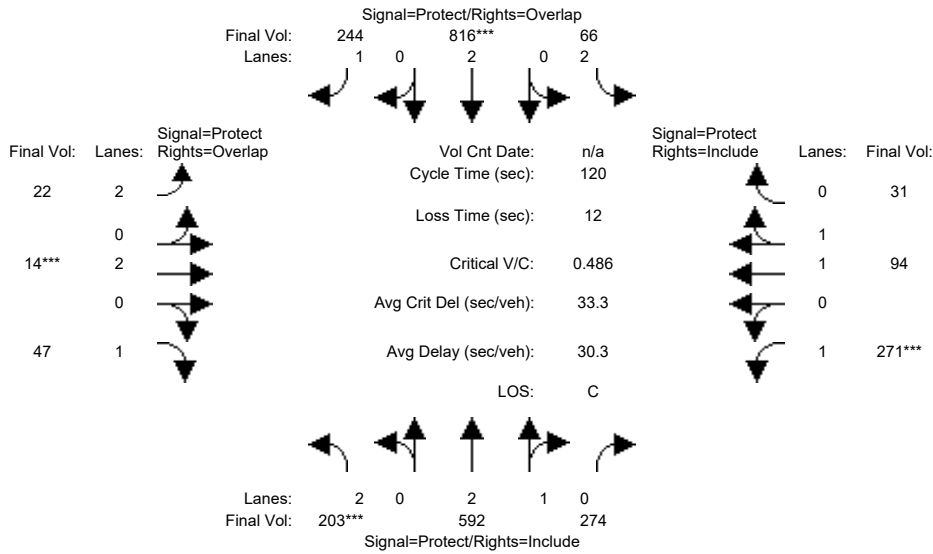 Signal=Protect/Rights=Overlap
Final Vol: 244 816*** 66
Lanes: 1 0 2 0 2
Signal=Protect
Final Vol: Lanes: Rights=Overlap
Vol Cnt Date: n/a
Signal=Protect
Rights=Include Lanes: Final Vol:
Cycle Time (sec): 120
22 2
0 31
Loss Time (sec): 12
0
1
14*** 2
Critical V/C: 0.486
1 94
0
Avg Crit Del (sec/veh): 33.3
0
47 1
Avg Delay (sec/veh): 30.3
1 271***
LOS: C
Lanes: 2 0 2 1 0
Final Vol: 203*** 592 274
Signal=Protect/Rights=Include